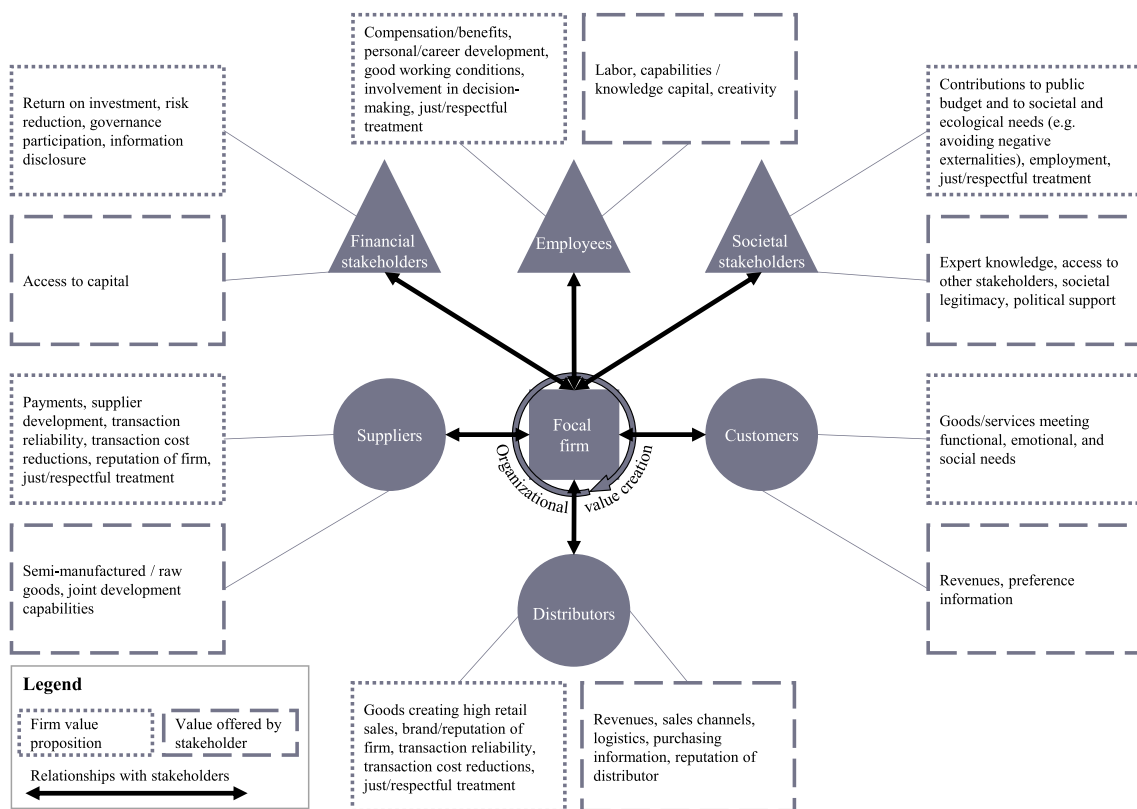 Compensation/benefits,
personal/career development,
good working conditions,
involvement in decision-
making, just/respectful
treatment
Labor, capabilities /
knowledge capital, creativity
Return on investment, risk
reduction, governance
participation, information
disclosure
Contributions to public
budget and to societal and
ecological needs (e.g.
avoiding negative
externalities), employment,
just/respectful treatment
Financial
stakeholders
Employees
Societal
stakeholders
Access to capital
Expert knowledge, access to
other stakeholders, societal
legitimacy, political support
Payments, supplier
development, transaction
reliability, transaction cost
reductions, reputation of firm,
just/respectful treatment
Suppliers
Focal
firm
Organizational value creation
Customers
Goods/services meeting
functional, emotional, and
social needs
Semi-manufactured / raw
goods, joint development
capabilities
Distributors
Revenues, preference
information
Goods creating high retail
sales, brand/reputation of
firm, transaction reliability,
transaction cost reductions,
just/respectful treatment
Revenues, sales channels,
logistics, purchasing
information, reputation of
distributor
Legend
Firm value
proposition
Value offered by
stakeholder
Relationships with stakeholders